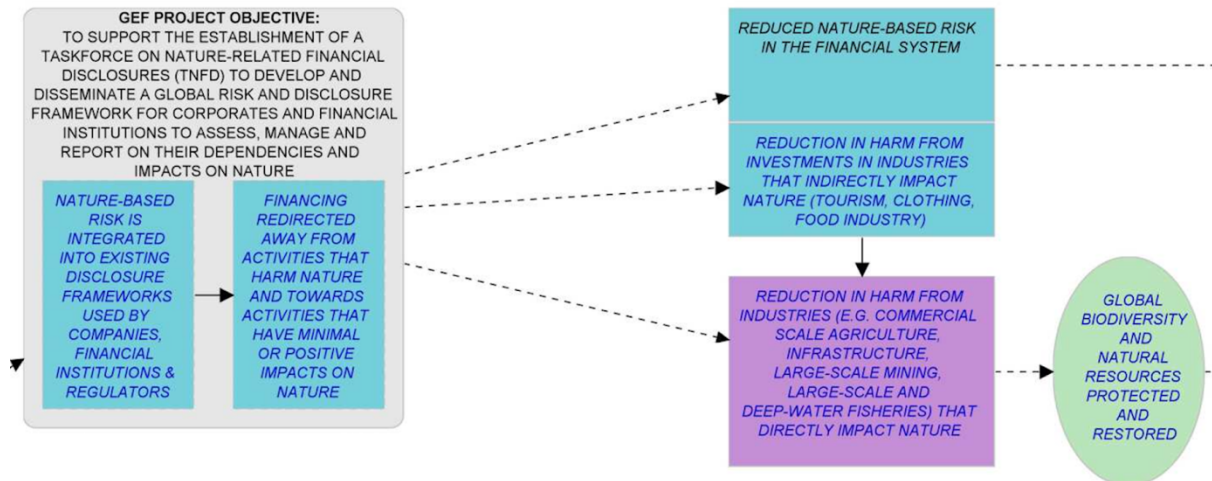 GEF PROJECT OBJECTIVE:
TO SUPPORT THE ESTABLISHMENT OF A
TASKFORCE ON NATURE-RELATED FINANCIAL
DISCLOSURES (TNFD) TO DEVELOP AND
DISSEMINATE A GLOBAL RISK AND DISCLOSURE
FRAMEWORK FOR CORPORATES AND FINANCIAL
INSTITUTIONS TO ASSESS, MANAGE AND
REPORT ON THEIR DEPENDENCIES AND
IMPACTS ON NATURE
NATURE-BASED
RISK IS
INTEGRATED
INTO EXISTING
DISCLOSURE
FRAMEWORKS
USED BY
COMPANIES,
FINANCIAL
INSTITUTIONS &
REGULATORS
FINANCING
REDIRECTED
AWAY FROM
ACTIVITIES THAT
HARM NATURE
AND TOWARDS
ACTIVITIES THAT
HAVE MINIMAL
OR POSITIVE
IMPACTS ON
NATURE
REDUCED NATURE-BASED RISK
IN THE FINANCIAL SYSTEM
REDUCTION IN HARM FROM
INVESTMENTS IN INDUSTRIES
THAT INDIRECTLY IMPACT
NATURE (TOURISM, CLOTHING,
FOOD INDUSTRY)
REDUCTION IN HARM FROM
INDUSTRIES (E.G. COMMERCIAL
SCALE AGRICULTURE,
INFRASTRUCTURE,
LARGE-SCALE MINING,
LARGE-SCALE AND
DEEP-WATER FISHERIES) THAT
DIRECTLY IMPACT NATURE
GLOBAL
BIODIVERSITY
AND
NATURAL
RESOURCES
PROTECTED
AND
RESTORED